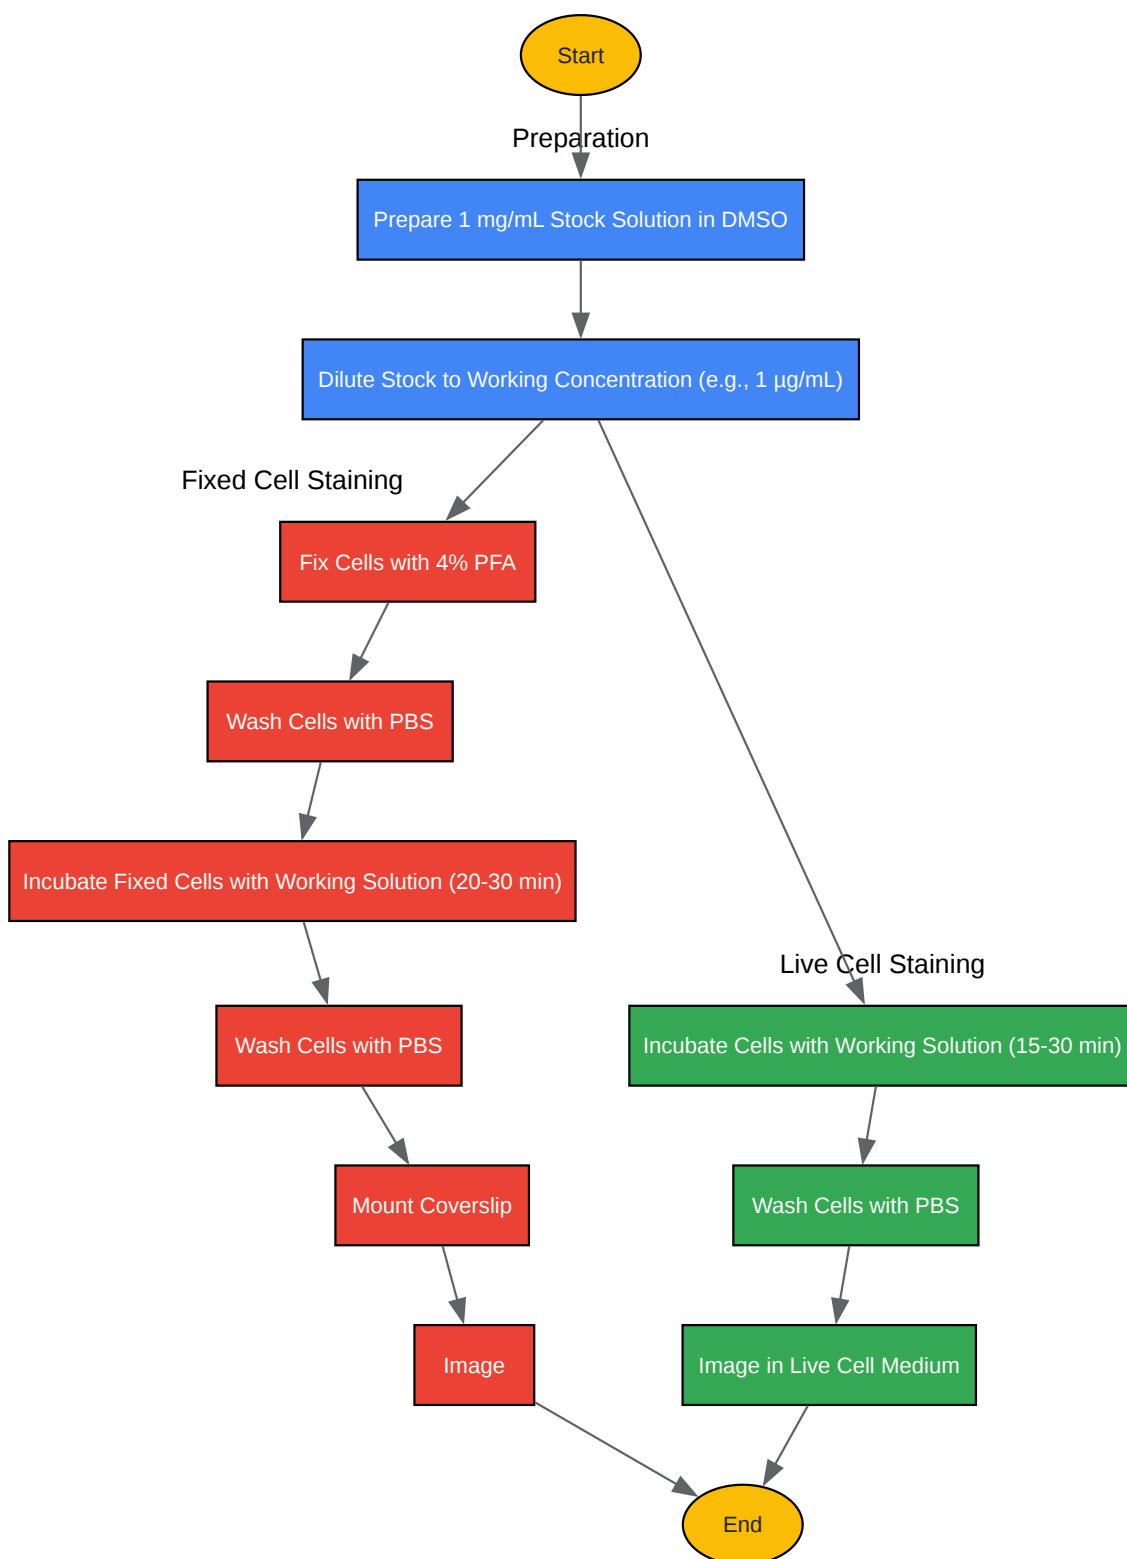 Start
Preparation
Prepare 1 mg/mL Stock Solution in DMSO
Dilute Stock to Working Concentration (e.g., 1 µg/mL)
Fixed Cell Staining
Fix Cells with 4% PFA
Wash Cells with PBS
Incubate Fixed Cells with Working Solution (20-30 min)
Wash Cells with PBS
Mount Coverslip
Image
Live Cell Staining
Incubate Cells with Working Solution (15-30 min)
Wash Cells with PBS
Image in Live Cell Medium
End